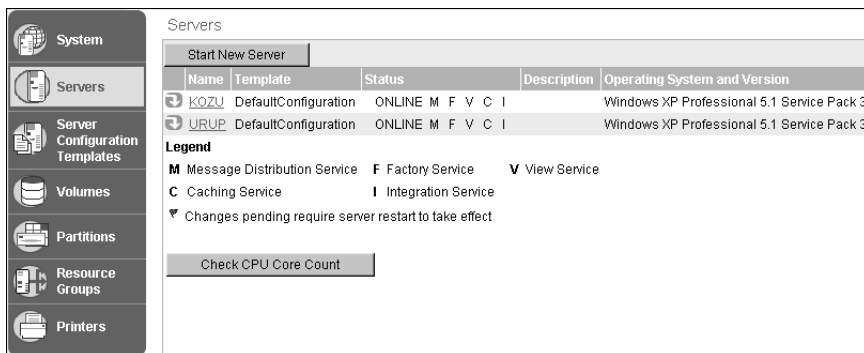 System
Servers
Server
Configuration
Templates
Volumes
Partitions
Resource
Groups
Printers
Servers
Start New Server
Name Template Status Description Operating System and Version
KOZU DefaultConfiguration ONLINE M F V C I Windows XP Professional 5.1 Service Pack 3
URUP DefaultConfiguration ONLINE M F V C I Windows XP Professional 5.1 Service Pack 3
Legend
M Message Distribution Service F Factory Service V View Service
C Caching Service I Integration Service
Changes pending require server restart to take effect
Check CPU Core Count